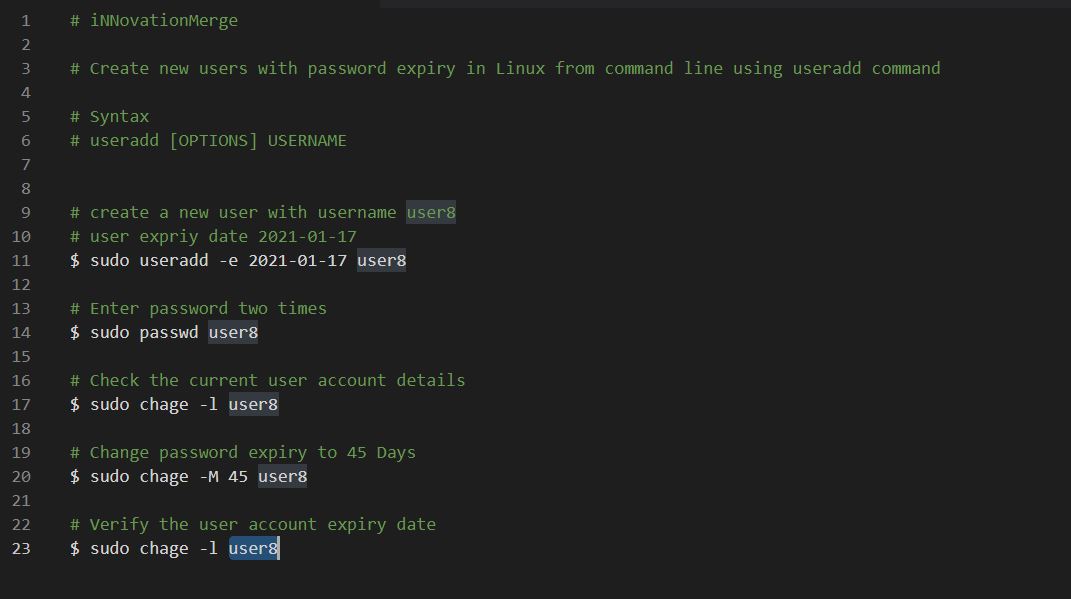 1 # iNNovationMerge
2
3 # Create new users with password expiry in Linux from command line using useradd command
4
5 # Syntax
6 # useradd [OPTIONS] USERNAME
7
8
9 # create a new user with username user8
10 # user expriy date 2021-01-17
11 $ sudo useradd -e 2021-01-17 user8
12
13 # Enter password two times
14 $ sudo passwd user8
15
16 # Check the current user account details
17 $ sudo chage -l user8
18
19 # Change password expiry to 45 Days
20 $ sudo chage -M 45 user8
21
22 # Verify the user account expiry date
23 $ sudo chage -l user8